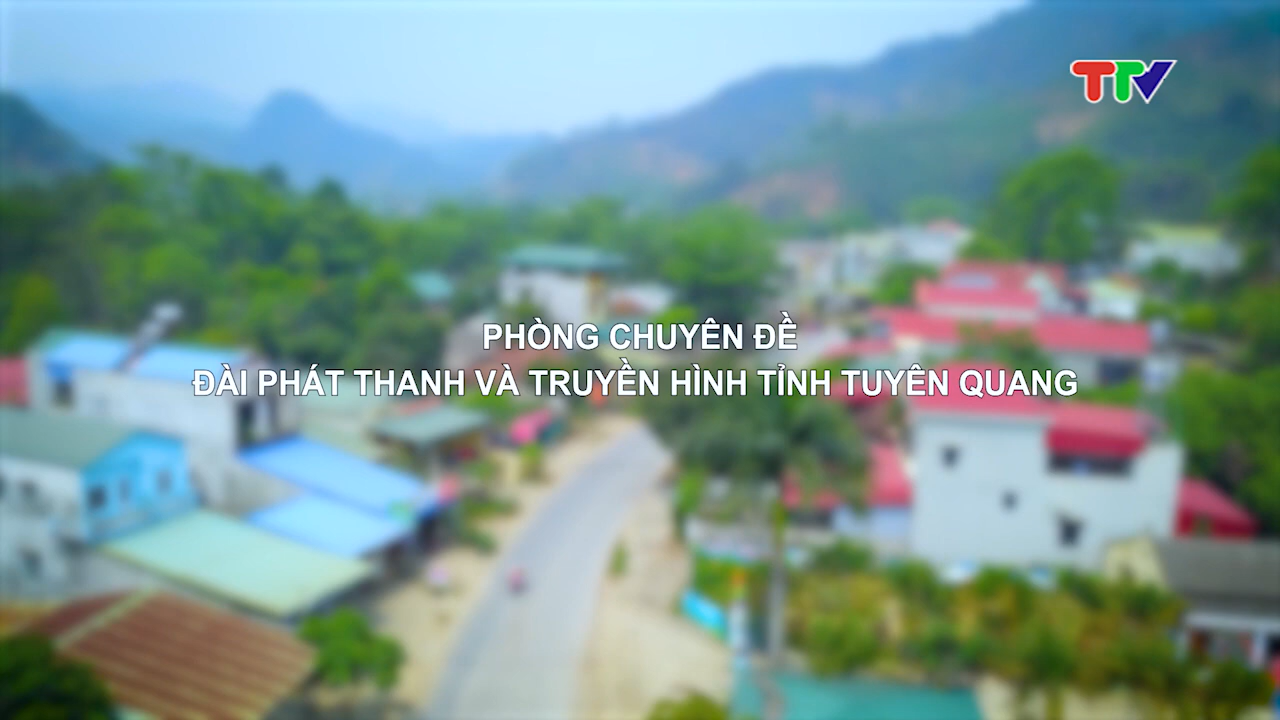 TTV
PHÒNG CHUYÊN ĐỀ
ĐÀI PHÁT THANH VÀ TRUYỀN HÌNH TỈNH TUYÊN QUANG